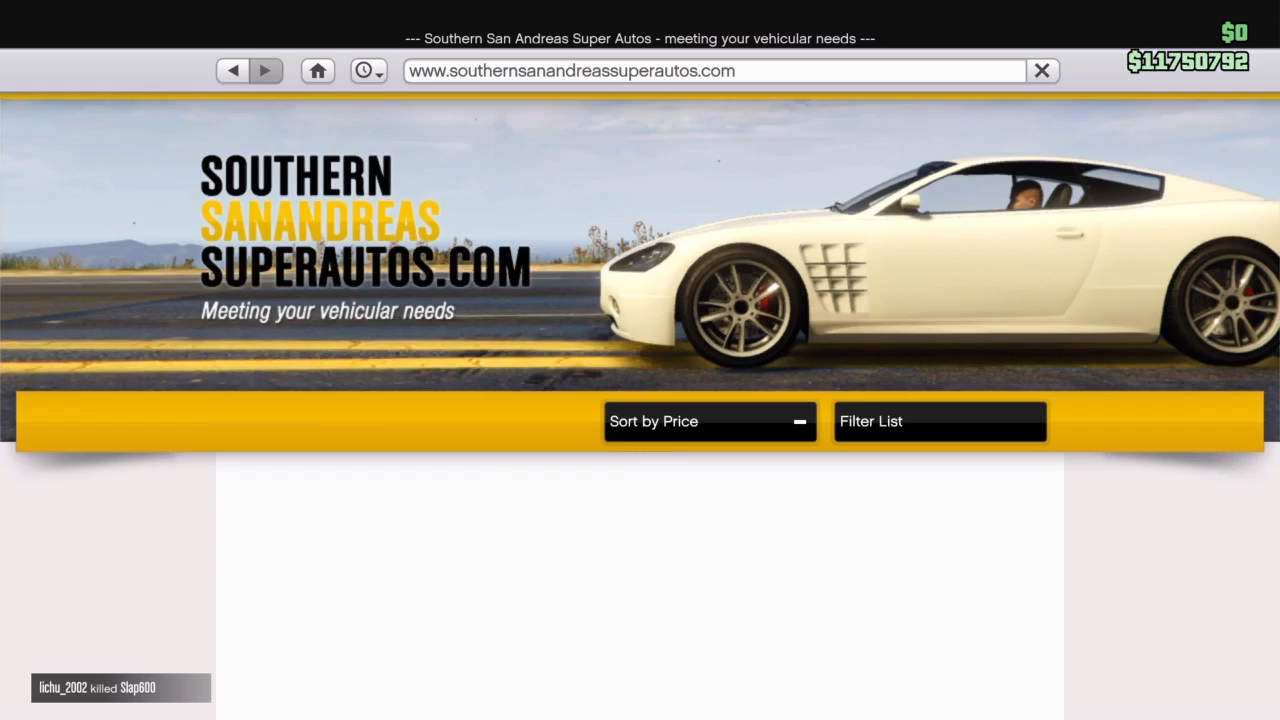 --- Southern San Andreas Super Autos - meeting your vehicular needs ---
$0
$11750792
www.southernsanandreassuperautos.com
SOUTHERN
SANANDREAS
SUPERAUTOS.COM
Meeting your vehicular needs
Sort by Price
Filter List
lichu_2002 killed Slap600